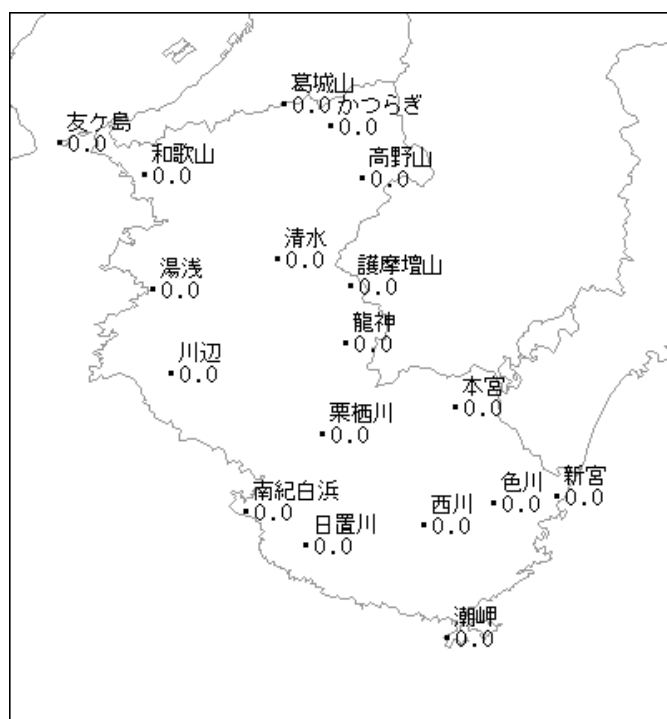 葛城山
0.0
かつらぎ
0.0
友ケ島
0.0
和歌山
0.0
高野山
0.0
清水
0.0
護摩壇山
0.0
湯浅
0.0
龍神
0.0
川辺
0.0
本宮
0.0
栗栖川
0.0
色川
0.0
新宮
0.0
南紀白浜
0.0
西川
0.0
日置川
0.0
潮岬
0.0